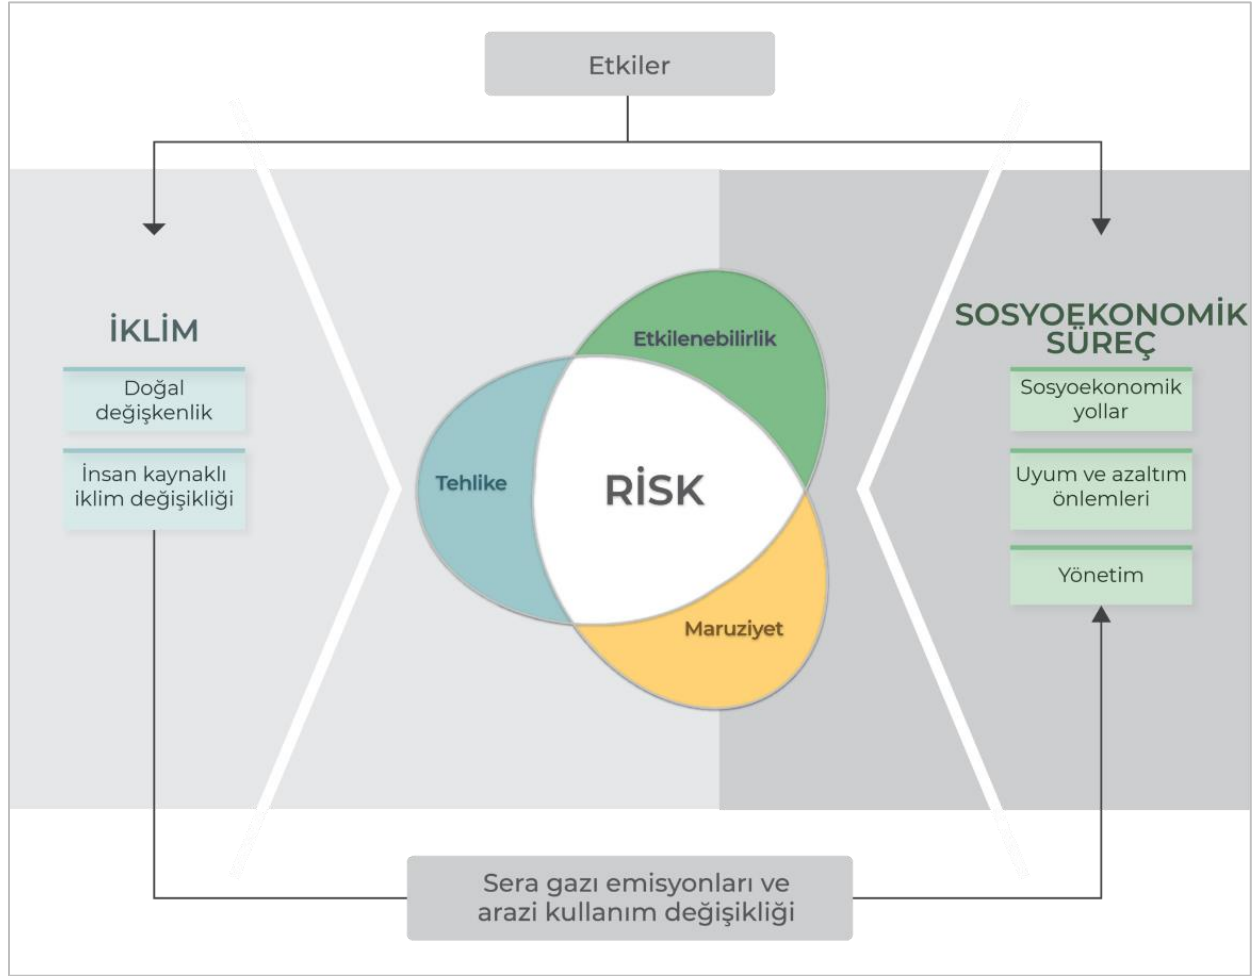 Etkiler
İKLİM
Doğal
değişkenlik
İnsan kaynaklı
iklim değişikliği
Etkilenebilirlik
Tehlike
RİSK
Maruziyet
SOSYOEKONOMİK
SÜREÇ
Sosyoekonomik
yollar
Uyum ve azaltım
önlemleri
Yönetim
Sera gazı emisyonları ve
arazi kullanım değişikliği